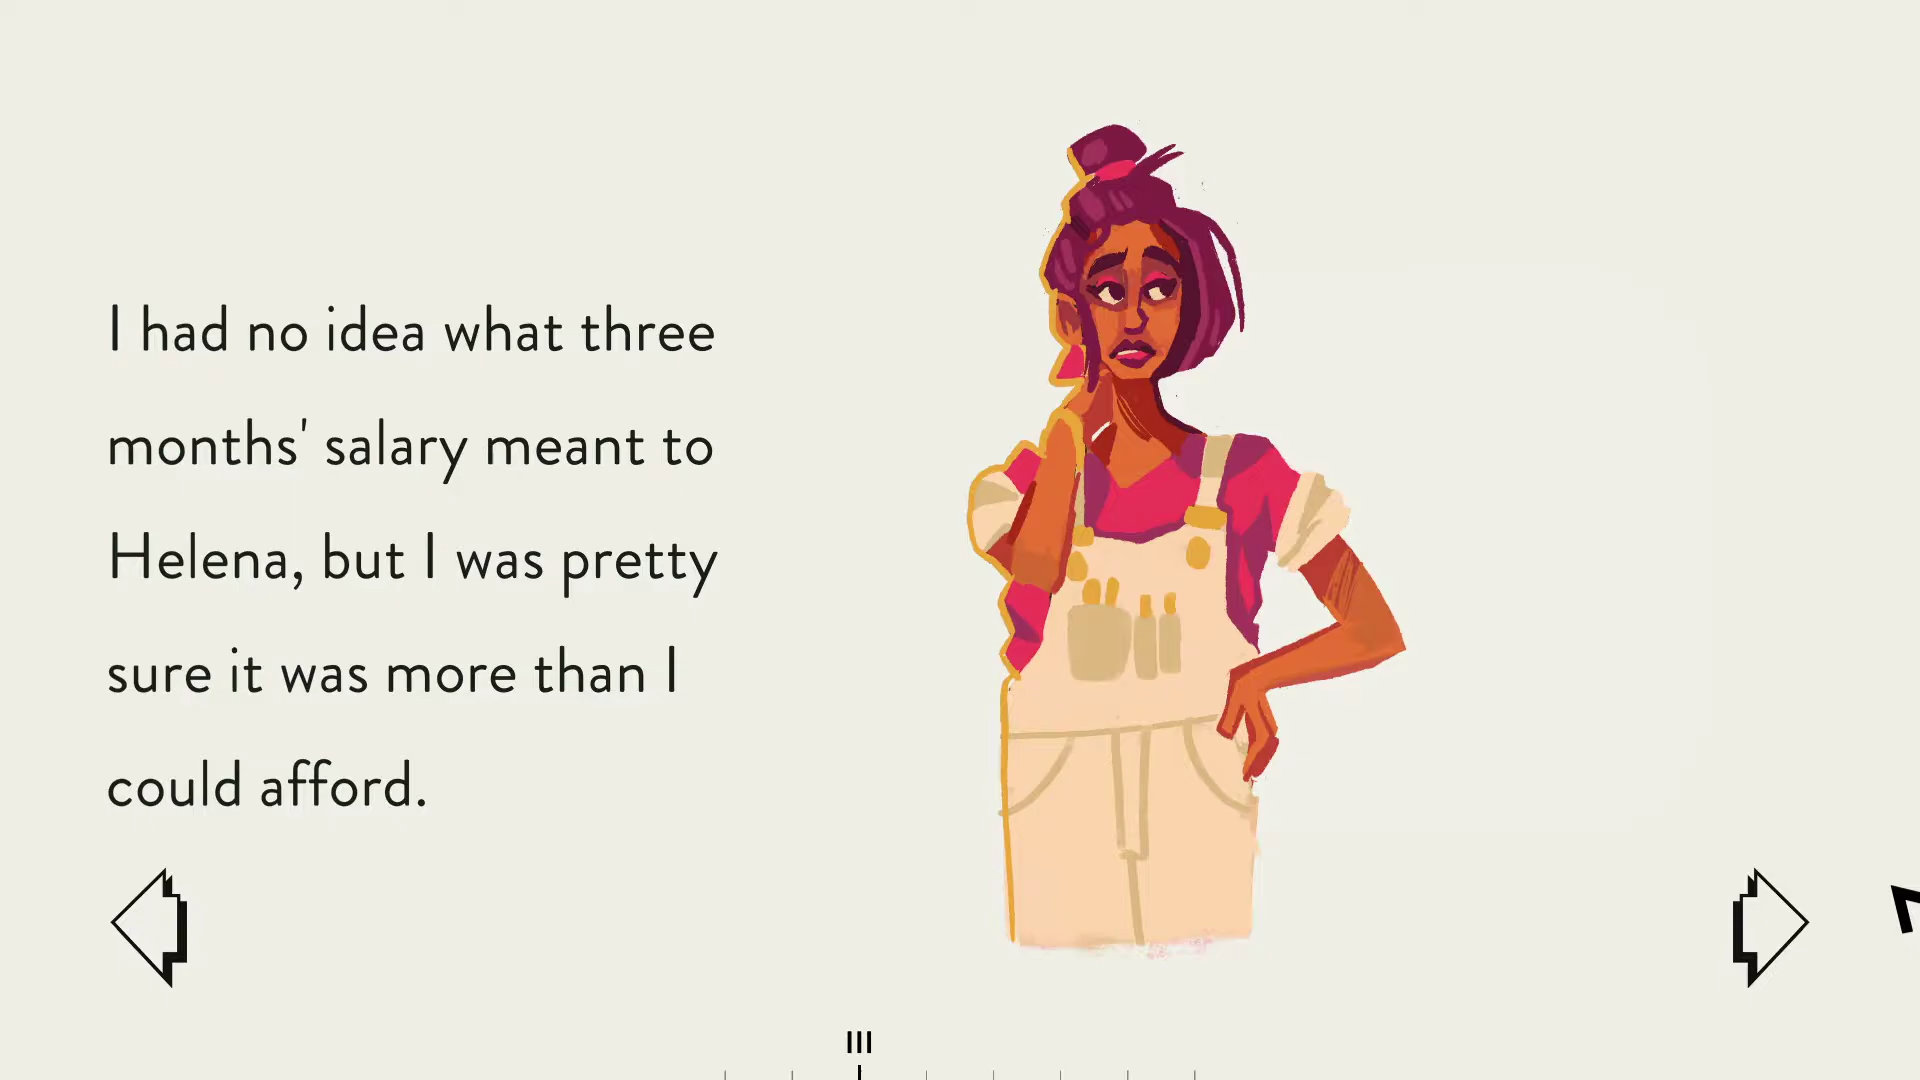 I had no idea what three
months' salary meant to
Helena, but I was pretty
sure it was more than I
could afford.
III